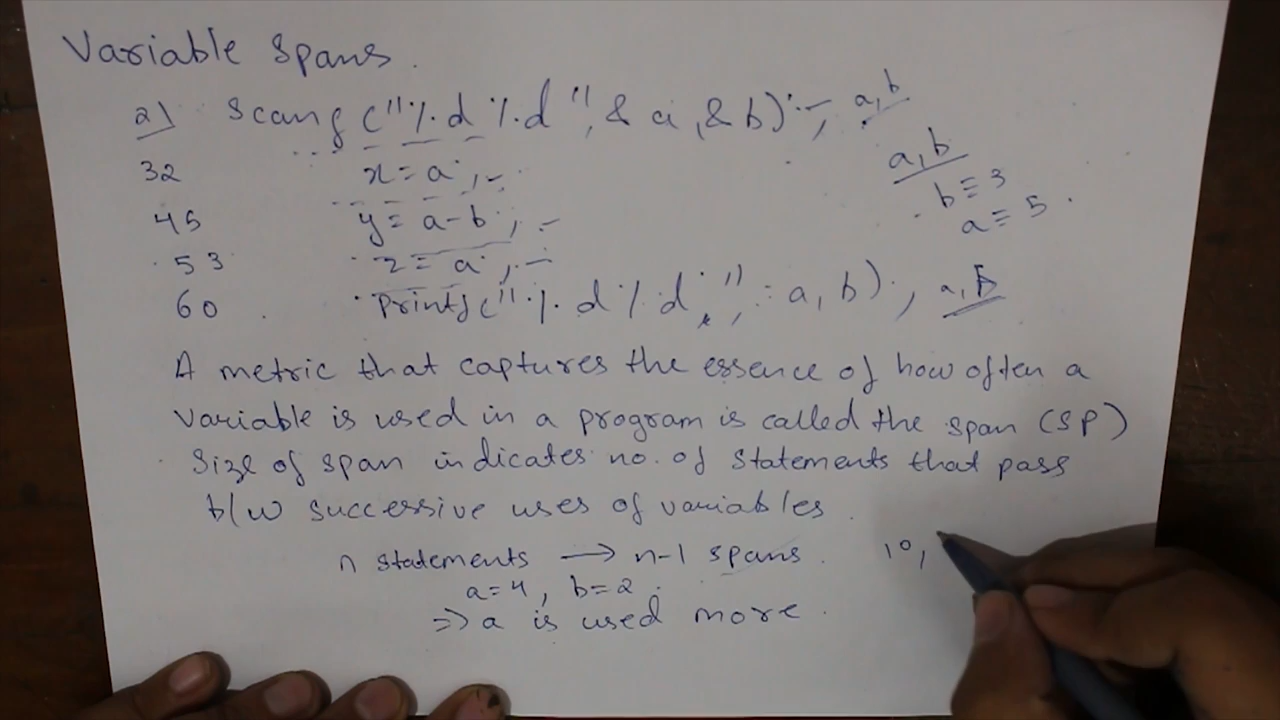 Variable Spans.
21 Scanf ("%d %d", & a, & b); a,b
32 x = a;
45 y = a-b;
53 z = a;
60 printf ("%d %d", a, b); a,b
a,b
b = 3
a = 5
A metric that captures the essence of how often a
variable is used in a program is called the span (SP)
Size of span indicates no. of statements that pass
b/w successive uses of variables
n statements → n-1 spans.
10,
a=4, b=2.
⇒ a is used more.